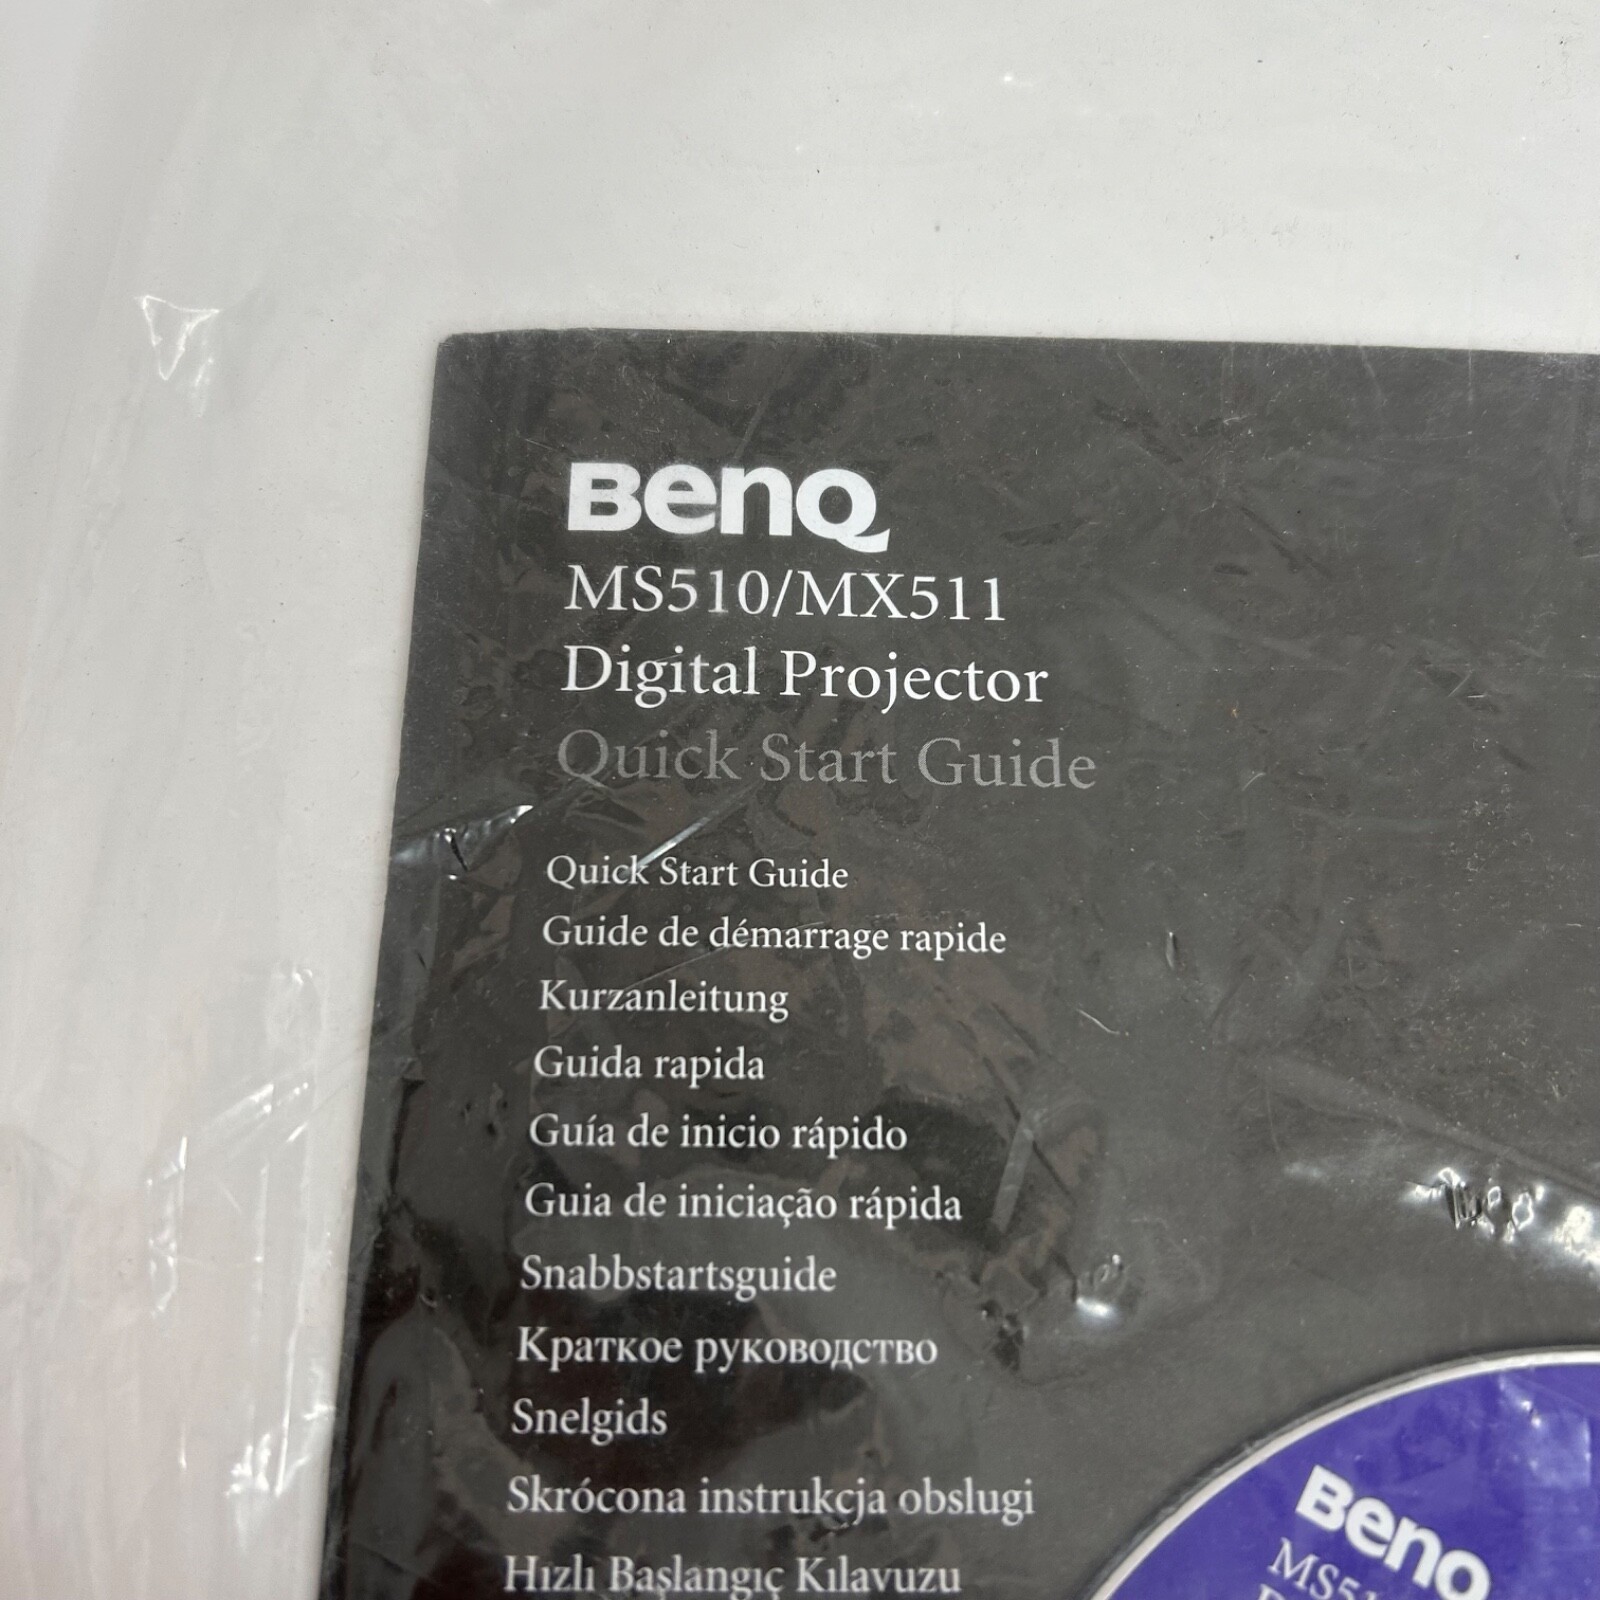 BenQ
MS510/MX511
Digital Projector
Quick Start Guide
Quick Start Guide
Guide de démarrage rapide
Kurzanleitung
Guida rapida
Guía de inicio rápido
Guia de iniciação rápida
Snabbstartsguide
Краткое руководство
Snelgids
Skrócona instrukcja obslugi
Hızlı Başlangıç Kılavuzu
BenQ
MS51